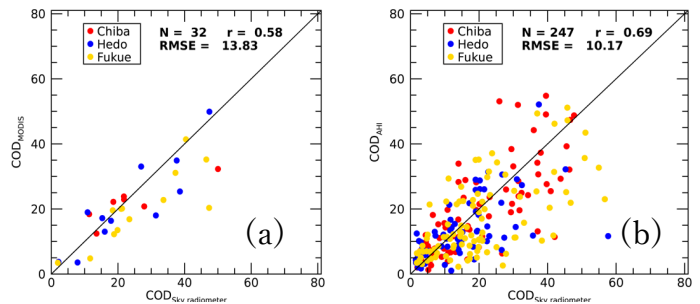 80
60
40
20
0
COD_MODIS
Chiba
Hedo
Fukue
N = 32 r = 0.58
RMSE = 13.83
(a)
0 20 40 60 80
COD_Sky radiometer
80
60
40
20
0
COD_AHI
Chiba
Hedo
Fukue
N = 247 r = 0.69
RMSE = 10.17
(b)
0 20 40 60 80
COD_Sky radiometer